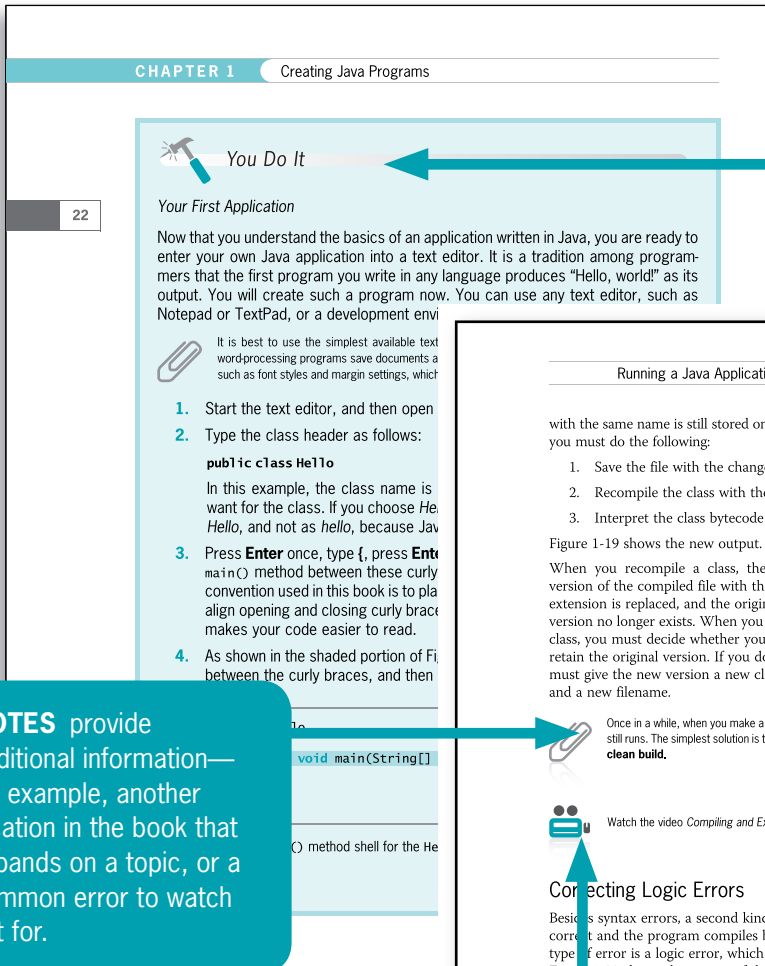 CHAPTER 1 Creating Java Programs
You Do It
22
Your First Application
Now that you understand the basics of an application written in Java, you are ready to
enter your own Java application into a text editor. It is a tradition among program-
mers that the first program you write in any language produces “Hello, world!” as its
output. You will create such a program now. You can use any text editor, such as
Notepad or TextPad, or a development envi
It is best to use the simplest available text
word-processing programs save documents a
such as font styles and margin settings, which
1. Start the text editor, and then open
2. Type the class header as follows:
public class Hello
In this example, the class name is
want for the class. If you choose Hel
Hello, and not as hello, because Jav
3. Press Enter once, type {, press Ente
main() method between these curly
convention used in this book is to pla
align opening and closing curly brace
makes your code easier to read.
4. As shown in the shaded portion of Fi
between the curly braces, and then
lo
void main(String[]
() method shell for the He
OTES provide
ditional information—
example, another
ation in the book that
pands on a topic, or a
mmon error to watch
t for.
Running a Java Applicati
with the same name is still stored on
you must do the following:
1. Save the file with the change
2. Recompile the class with the
3. Interpret the class bytecode
Figure 1-19 shows the new output.
When you recompile a class, the
version of the compiled file with th
extension is replaced, and the origin
version no longer exists. When you
class, you must decide whether you
retain the original version. If you do
must give the new version a new cl
and a new filename.
Once in a while, when you make a
still runs. The simplest solution is t
clean build.
Watch the video Compiling and Ex
Correcting Logic Errors
Besides syntax errors, a second kind
correct and the program compiles
type of error is a logic error, which